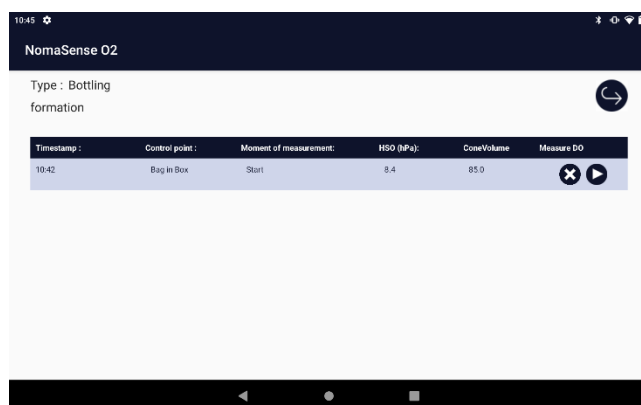 10:45
NomaSense O2
Type : Bottling
formation
Timestamp : Control point : Moment of measurement: HSO (hPa): ConeVolume Measure DO
10:42 Bag in Box Start 8.4 85.0